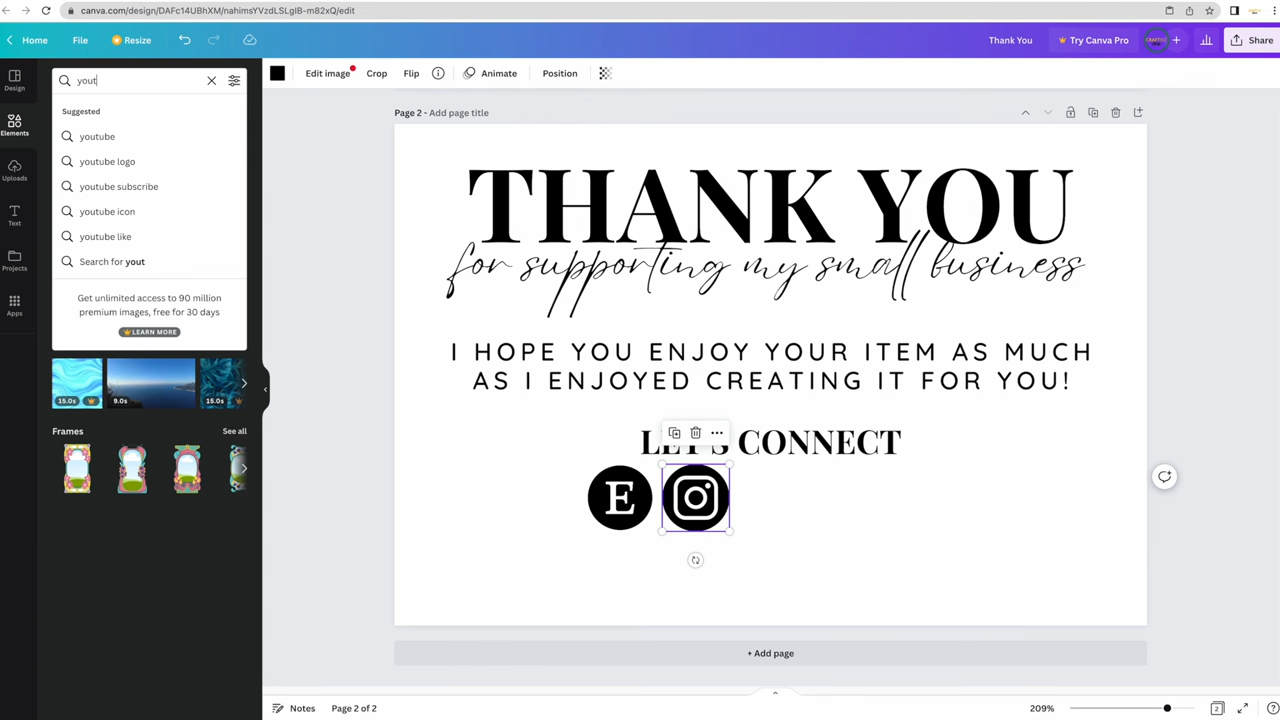 canva.com/design/DAFc14UBhXM/nahimsYVzdLSLgIB-m82xQ/edit
Home
File
Resize
Thank You
Try Canva Pro
Share
Design
Elements
Uploads
Text
Projects
Apps
yout
Suggested
youtube
youtube logo
youtube subscribe
youtube icon
youtube like
Search for yout
Get unlimited access to 90 million
premium images, free for 30 days
LEARN MORE
15.0s
9.0s
15.0s
Frames
See all
Edit image
Crop
Flip
Animate
Position
Page 2 - Add page title
THANK YOU
for supporting my small business
I HOPE YOU ENJOY YOUR ITEM AS MUCH
AS I ENJOYED CREATING IT FOR YOU!
LET'S CONNECT
E
+ Add page
Notes
Page 2 of 2
209%
2